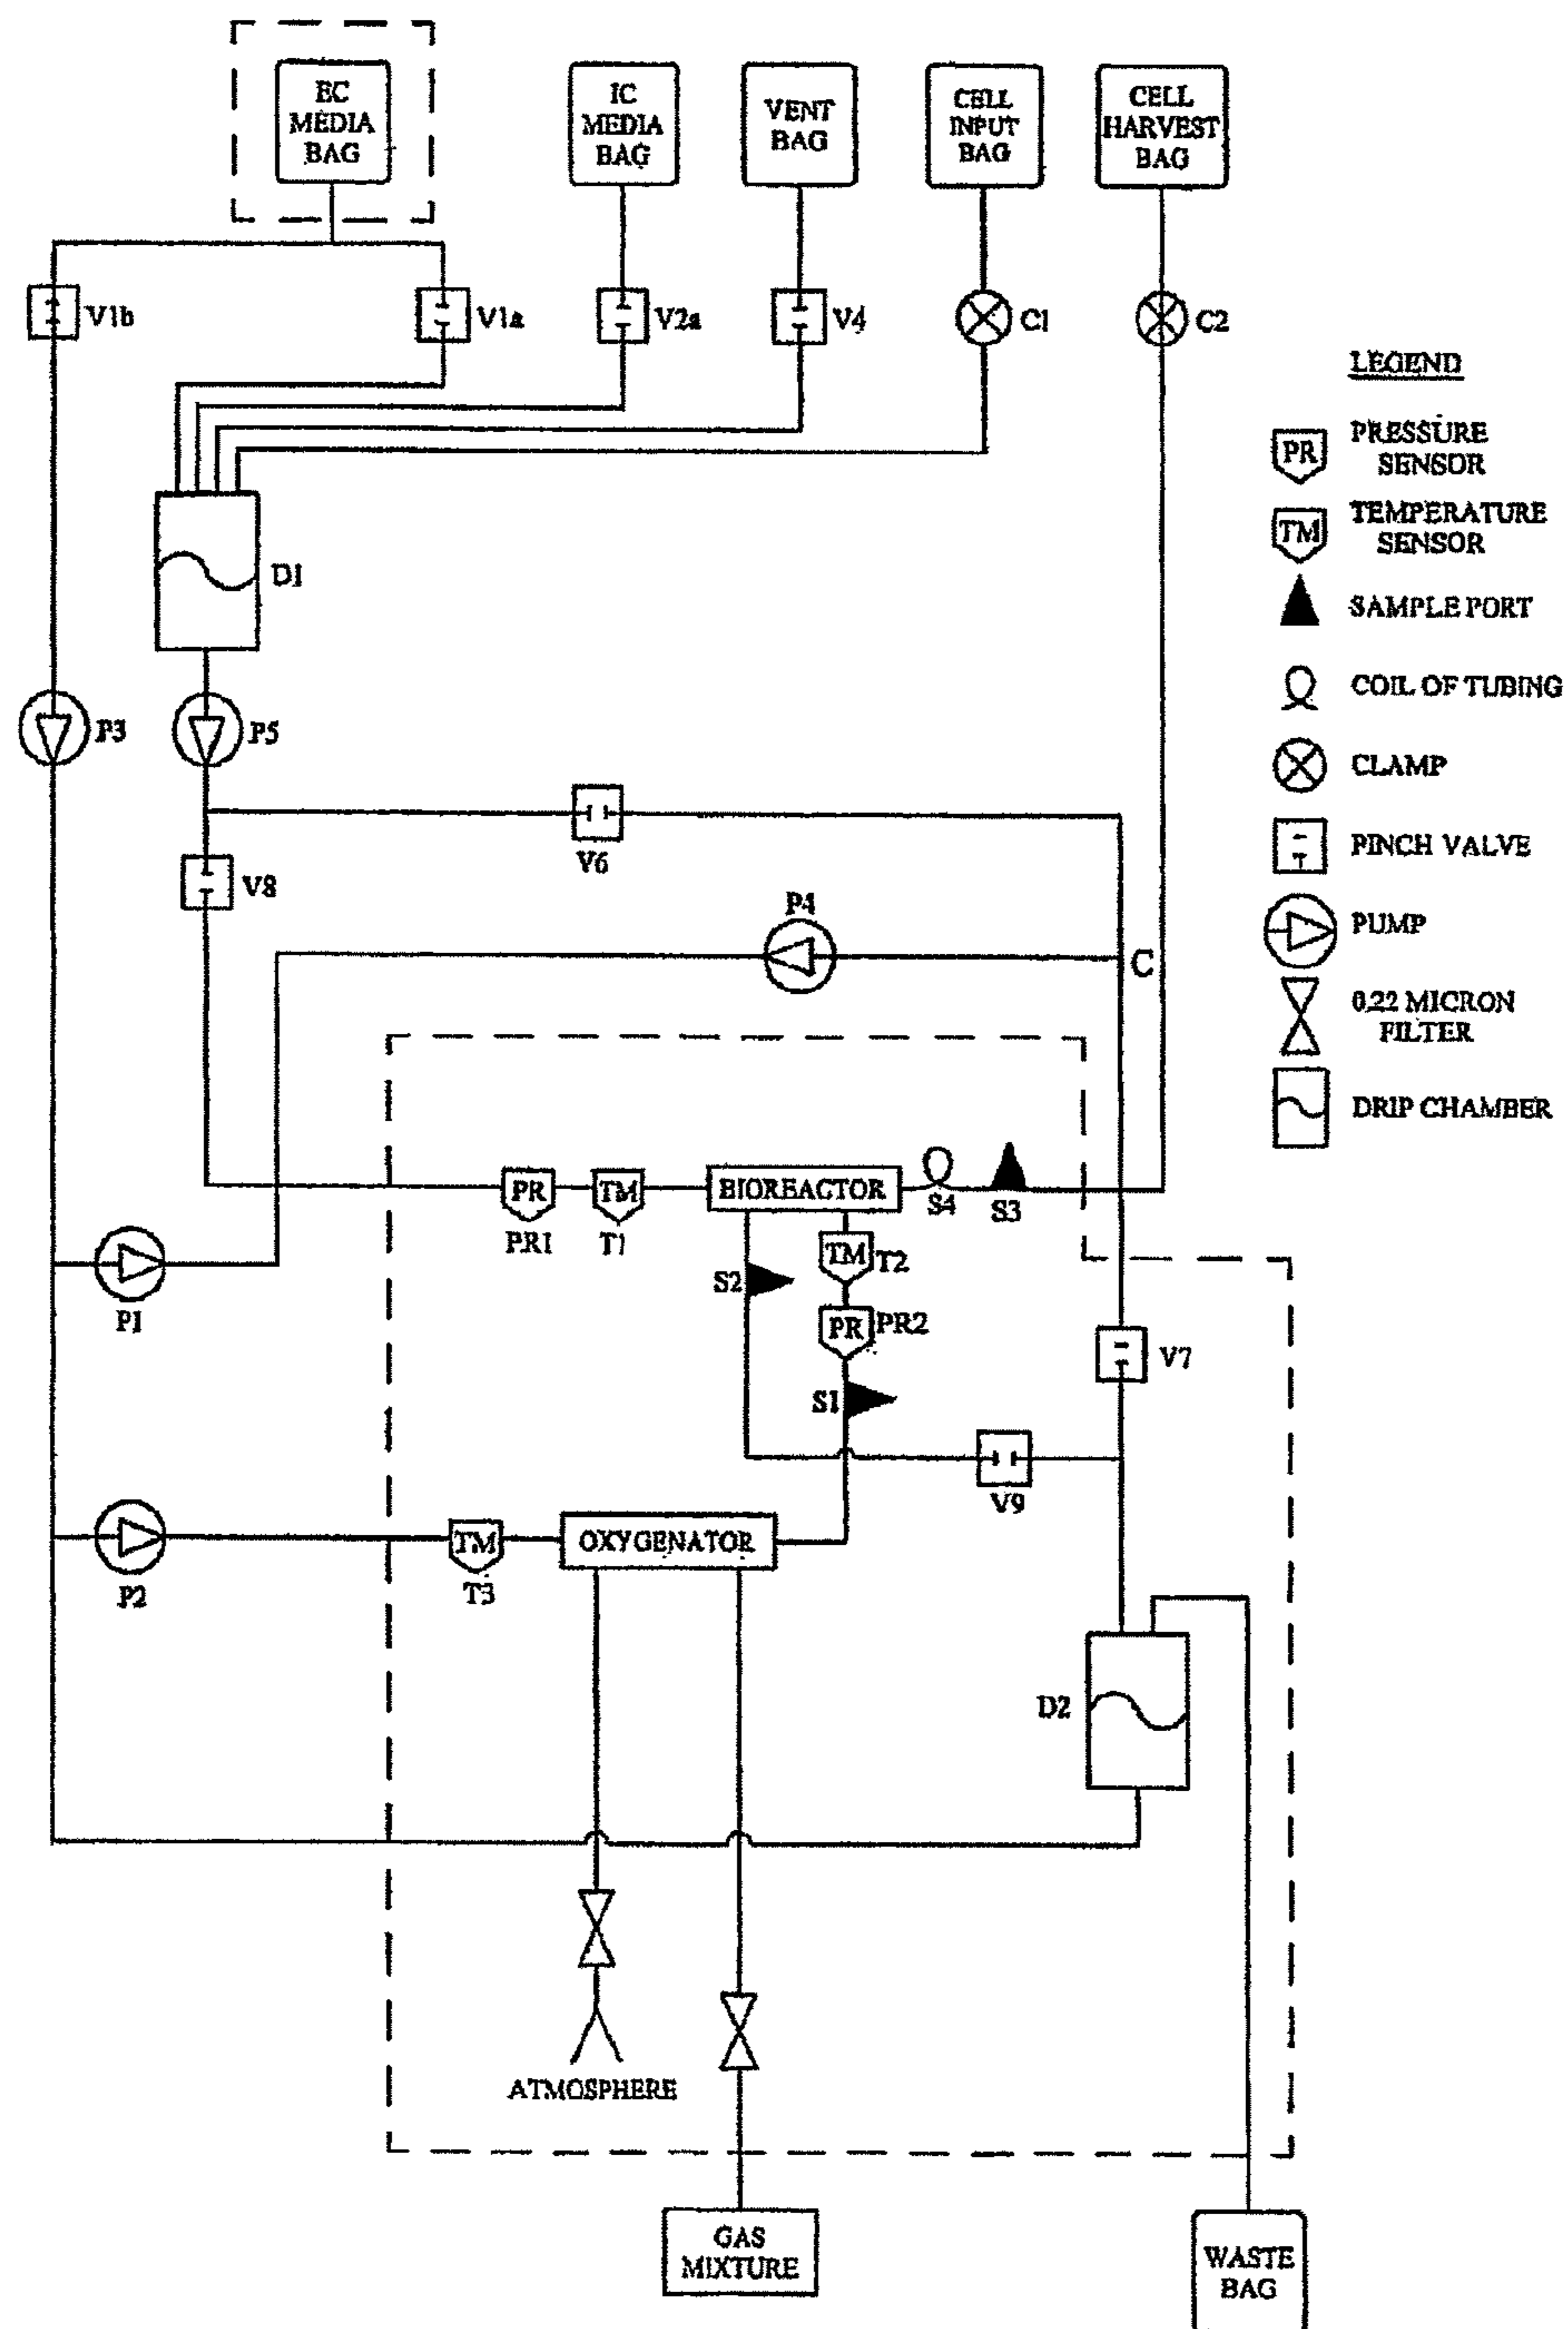 EC
MEDIA
BAG
IC
MEDIA
BAG
VENT
BAG
CELL
INPUT
BAG
CELL
HARVEST
BAG
V1b
V1a
V2a
V4
C1
C2
LEGEND
PR
PRESSURE
SENSOR
TM
TEMPERATURE
SENSOR
SAMPLE PORT
COIL OF TUBING
CLAMP
PINCH VALVE
PUMP
0.22 MICRON
FILTER
DRIP CHAMBER
D1
P3
P5
V6
V8
P4
C
PR
PR1
TM
T1
BIOREACTOR
S4
S3
TM
T2
S2
PR
PR2
P1
V7
S1
V9
P2
TM
T3
OXYGENATOR
D2
ATMOSPHERE
GAS
MIXTURE
WASTE
BAG